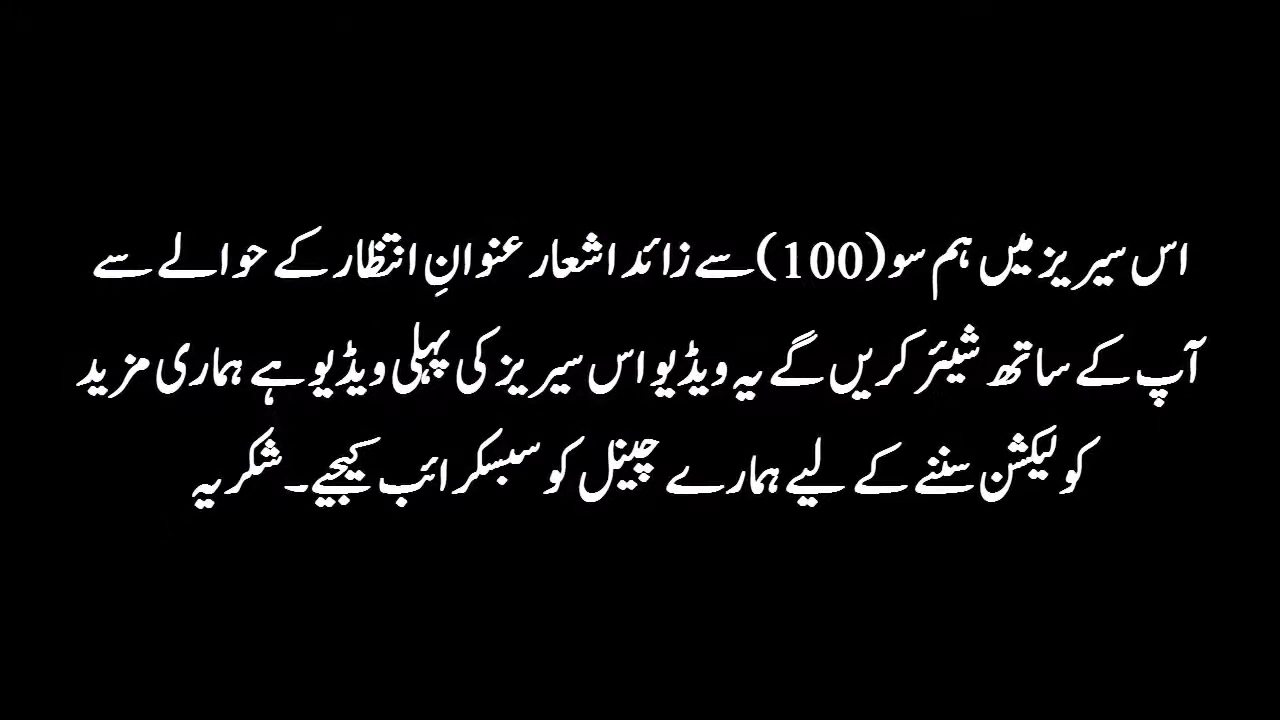 اس سیریز میں ہم سو(100)سے زائد اشعار عنوانِ انتظار کے حوالے سے
آپ کے ساتھ شیئر کریں گے یہ ویڈیو اس سیریز کی پہلی ویڈیو ہے ہماری مزید
کولیکشن سننے کے لیے ہمارے چینل کو سبسکرائب کیجیے۔ شکریہ